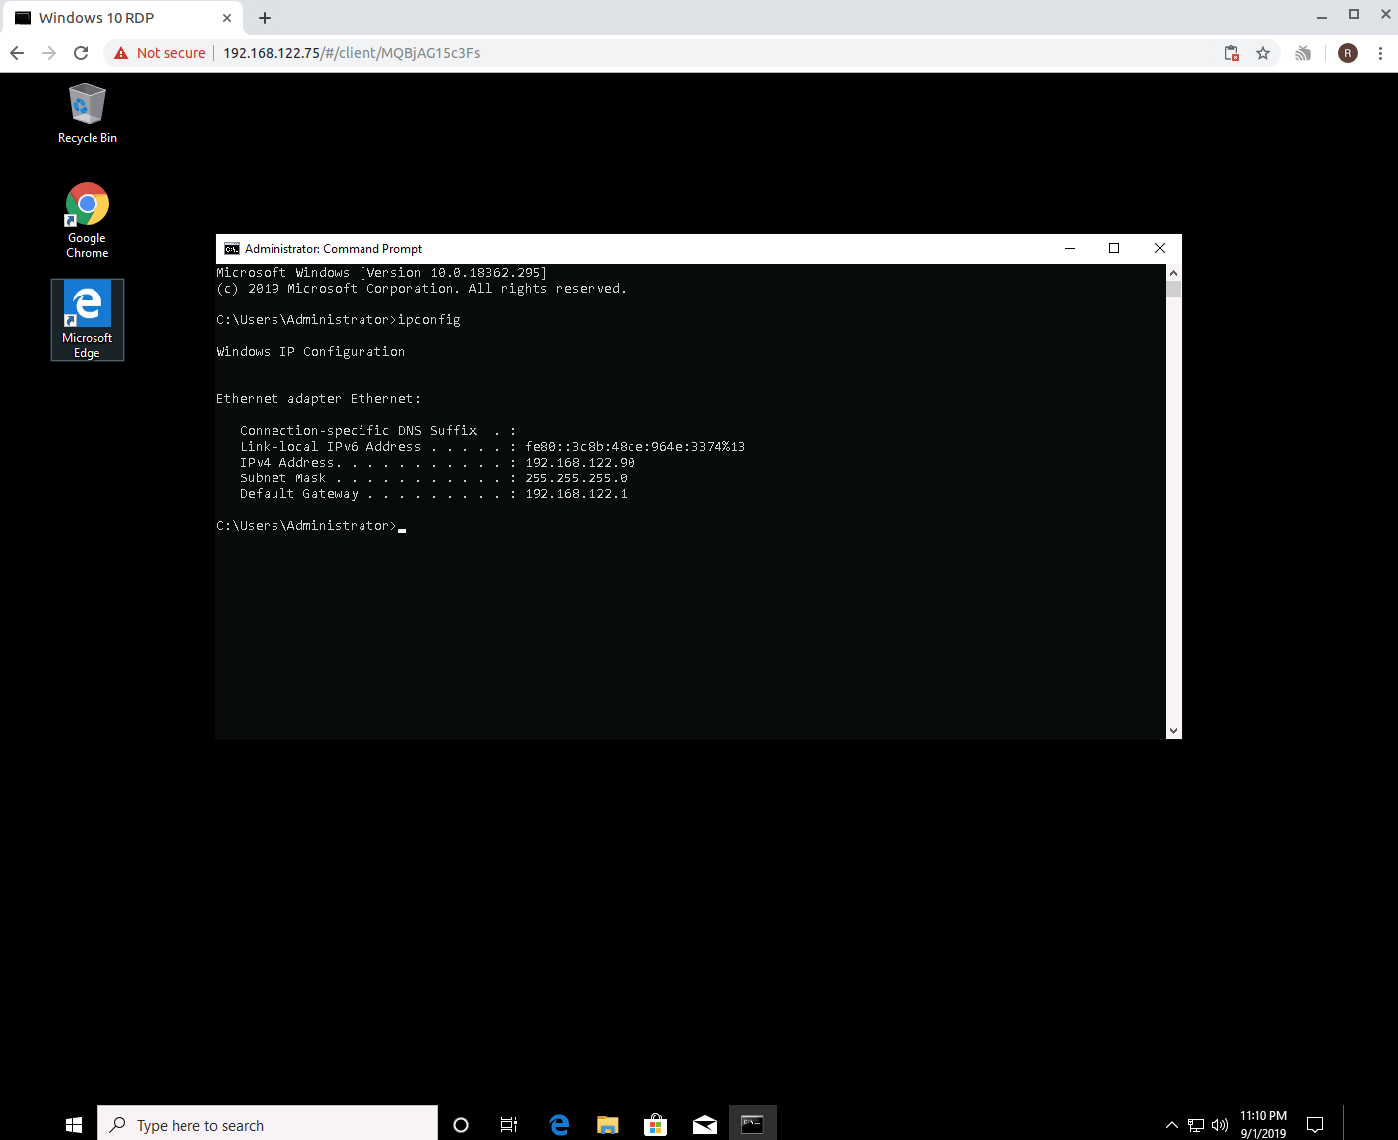 Windows 10 RDP
Not secure
192.168.122.75/#/client/MQBjAG15c3Fs
R
Recycle Bin
Google
Chrome
Microsoft
Edge
Administrator: Command Prompt
Microsoft Windows [Version 10.0.18362.295]
(c) 2019 Microsoft Corporation. All rights reserved.
C:\Users\Administrator>ipconfig
Windows IP Configuration
Ethernet adapter Ethernet:
Connection-specific DNS Suffix  . :
Link-local IPv6 Address . . . . . : fe80::3c8b:48ce:964e:3374%13
IPv4 Address. . . . . . . . . . . : 192.168.122.90
Subnet Mask . . . . . . . . . . . : 255.255.255.0
Default Gateway . . . . . . . . . : 192.168.122.1
C:\Users\Administrator>
Type here to search
11:10 PM
9/1/2019